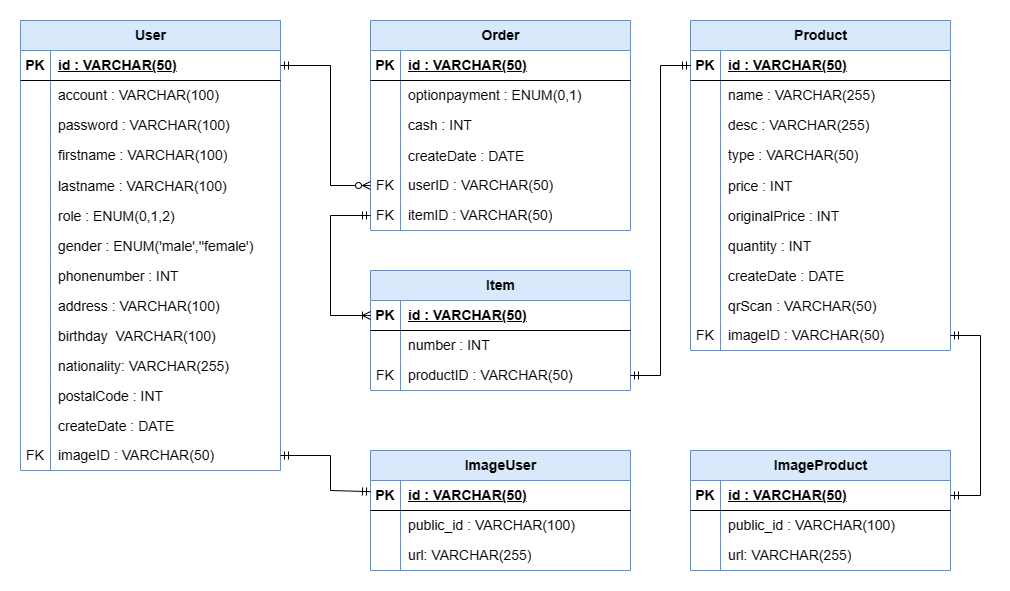 User
PK id : VARCHAR(50)
account : VARCHAR(100)
password : VARCHAR(100)
firstname : VARCHAR(100)
lastname : VARCHAR(100)
role : ENUM(0,1,2)
gender : ENUM('male',''female')
phonenumber : INT
address : VARCHAR(100)
birthday  VARCHAR(100)
nationality: VARCHAR(255)
postalCode : INT
createDate : DATE
FK imageID : VARCHAR(50)
Order
PK id : VARCHAR(50)
optionpayment : ENUM(0,1)
cash : INT
createDate : DATE
FK userID : VARCHAR(50)
FK itemID : VARCHAR(50)
Item
PK id : VARCHAR(50)
number : INT
FK productID : VARCHAR(50)
ImageUser
PK id : VARCHAR(50)
public_id : VARCHAR(100)
url: VARCHAR(255)
Product
PK id : VARCHAR(50)
name : VARCHAR(255)
desc : VARCHAR(255)
type : VARCHAR(50)
price : INT
originalPrice : INT
quantity : INT
createDate : DATE
qrScan : VARCHAR(50)
FK imageID : VARCHAR(50)
ImageProduct
PK id : VARCHAR(50)
public_id : VARCHAR(100)
url: VARCHAR(255)